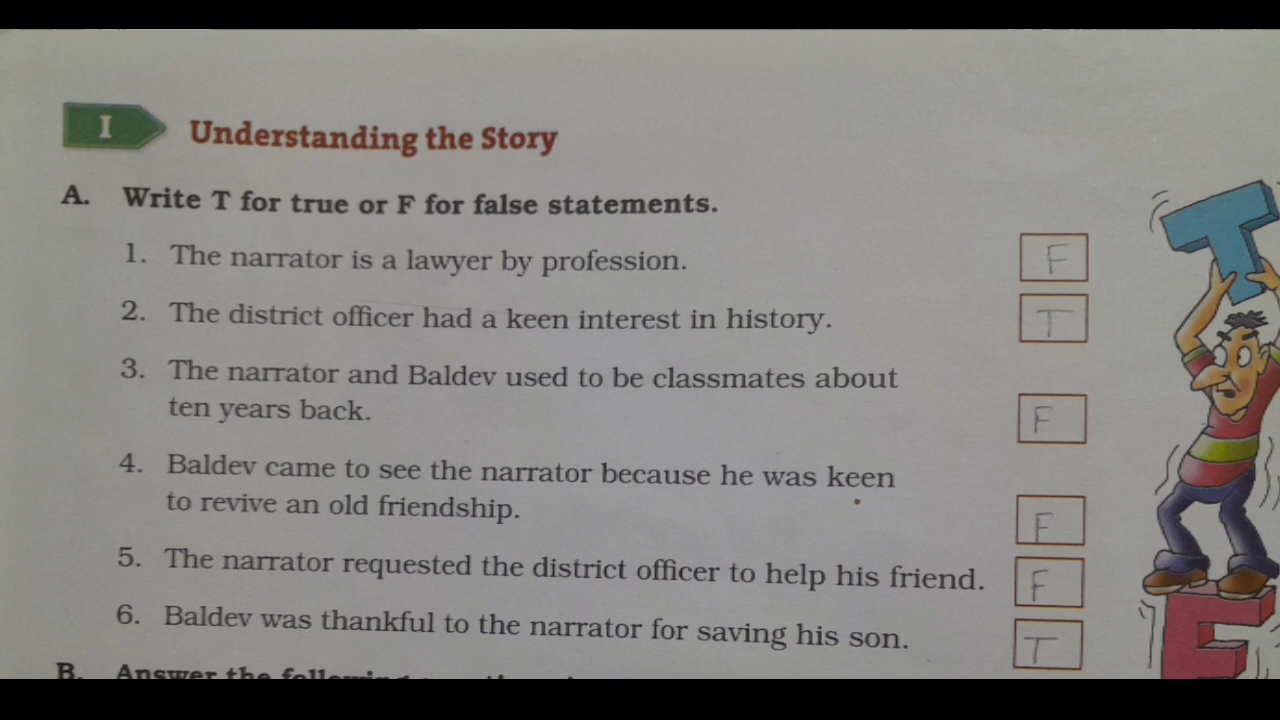 I Understanding the Story
A. Write T for true or F for false statements.
1. The narrator is a lawyer by profession. F
2. The district officer had a keen interest in history. T
3. The narrator and Baldev used to be classmates about
ten years back. F
4. Baldev came to see the narrator because he was keen
to revive an old friendship. F
5. The narrator requested the district officer to help his friend. F
6. Baldev was thankful to the narrator for saving his son. T
B. Answer the following
T
F